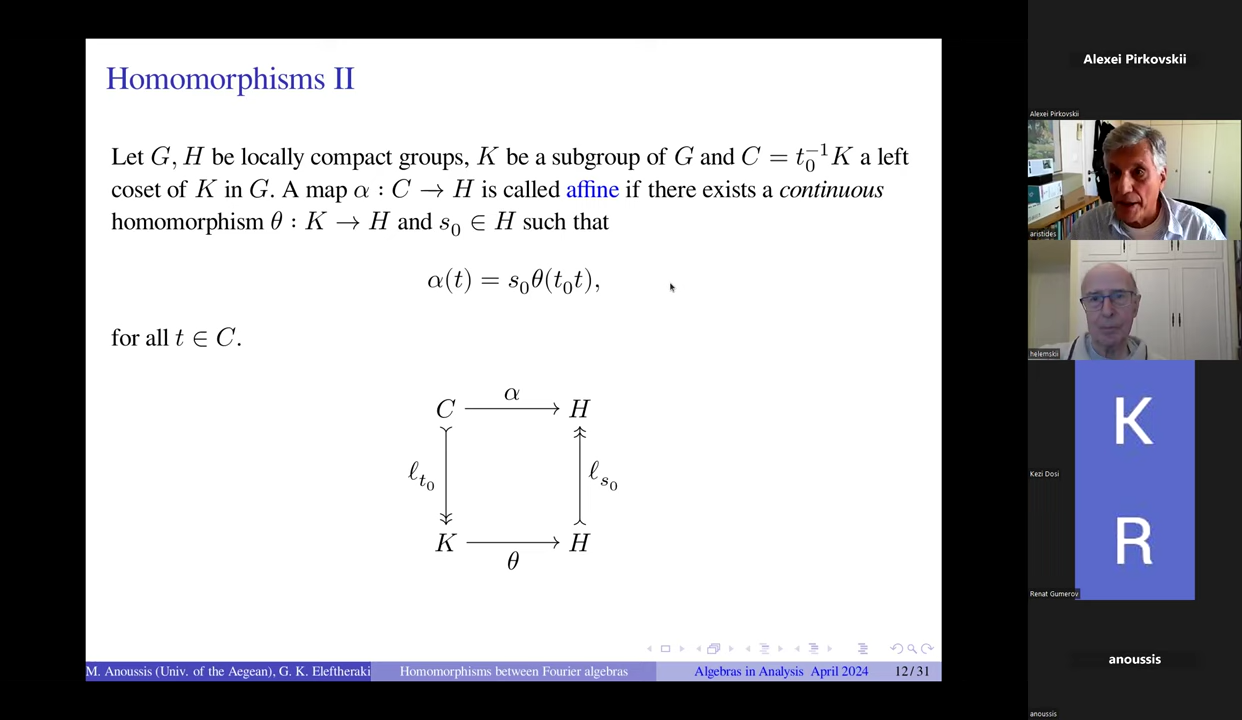 Homomorphisms II
Let G, H be locally compact groups, K be a subgroup of G and C = t₀⁻¹K a left
coset of K in G. A map α : C → H is called affine if there exists a continuous
homomorphism θ : K → H and s₀ ∈ H such that
α(t) = s₀θ(t₀t),
for all t ∈ C.
C α H
ℓt₀ ℓs₀
K θ H
M. Anoussis (Univ. of the Aegean), G. K. Eleftheraki
Homomorphisms between Fourier algebras
Algebras in Analysis April 2024
12 / 31
Alexei Pirkovskii
Alexei Pirkovskii
aristides
helemskii
K
Kezi Dosi
R
Renat Gumerov
anoussis
anoussis